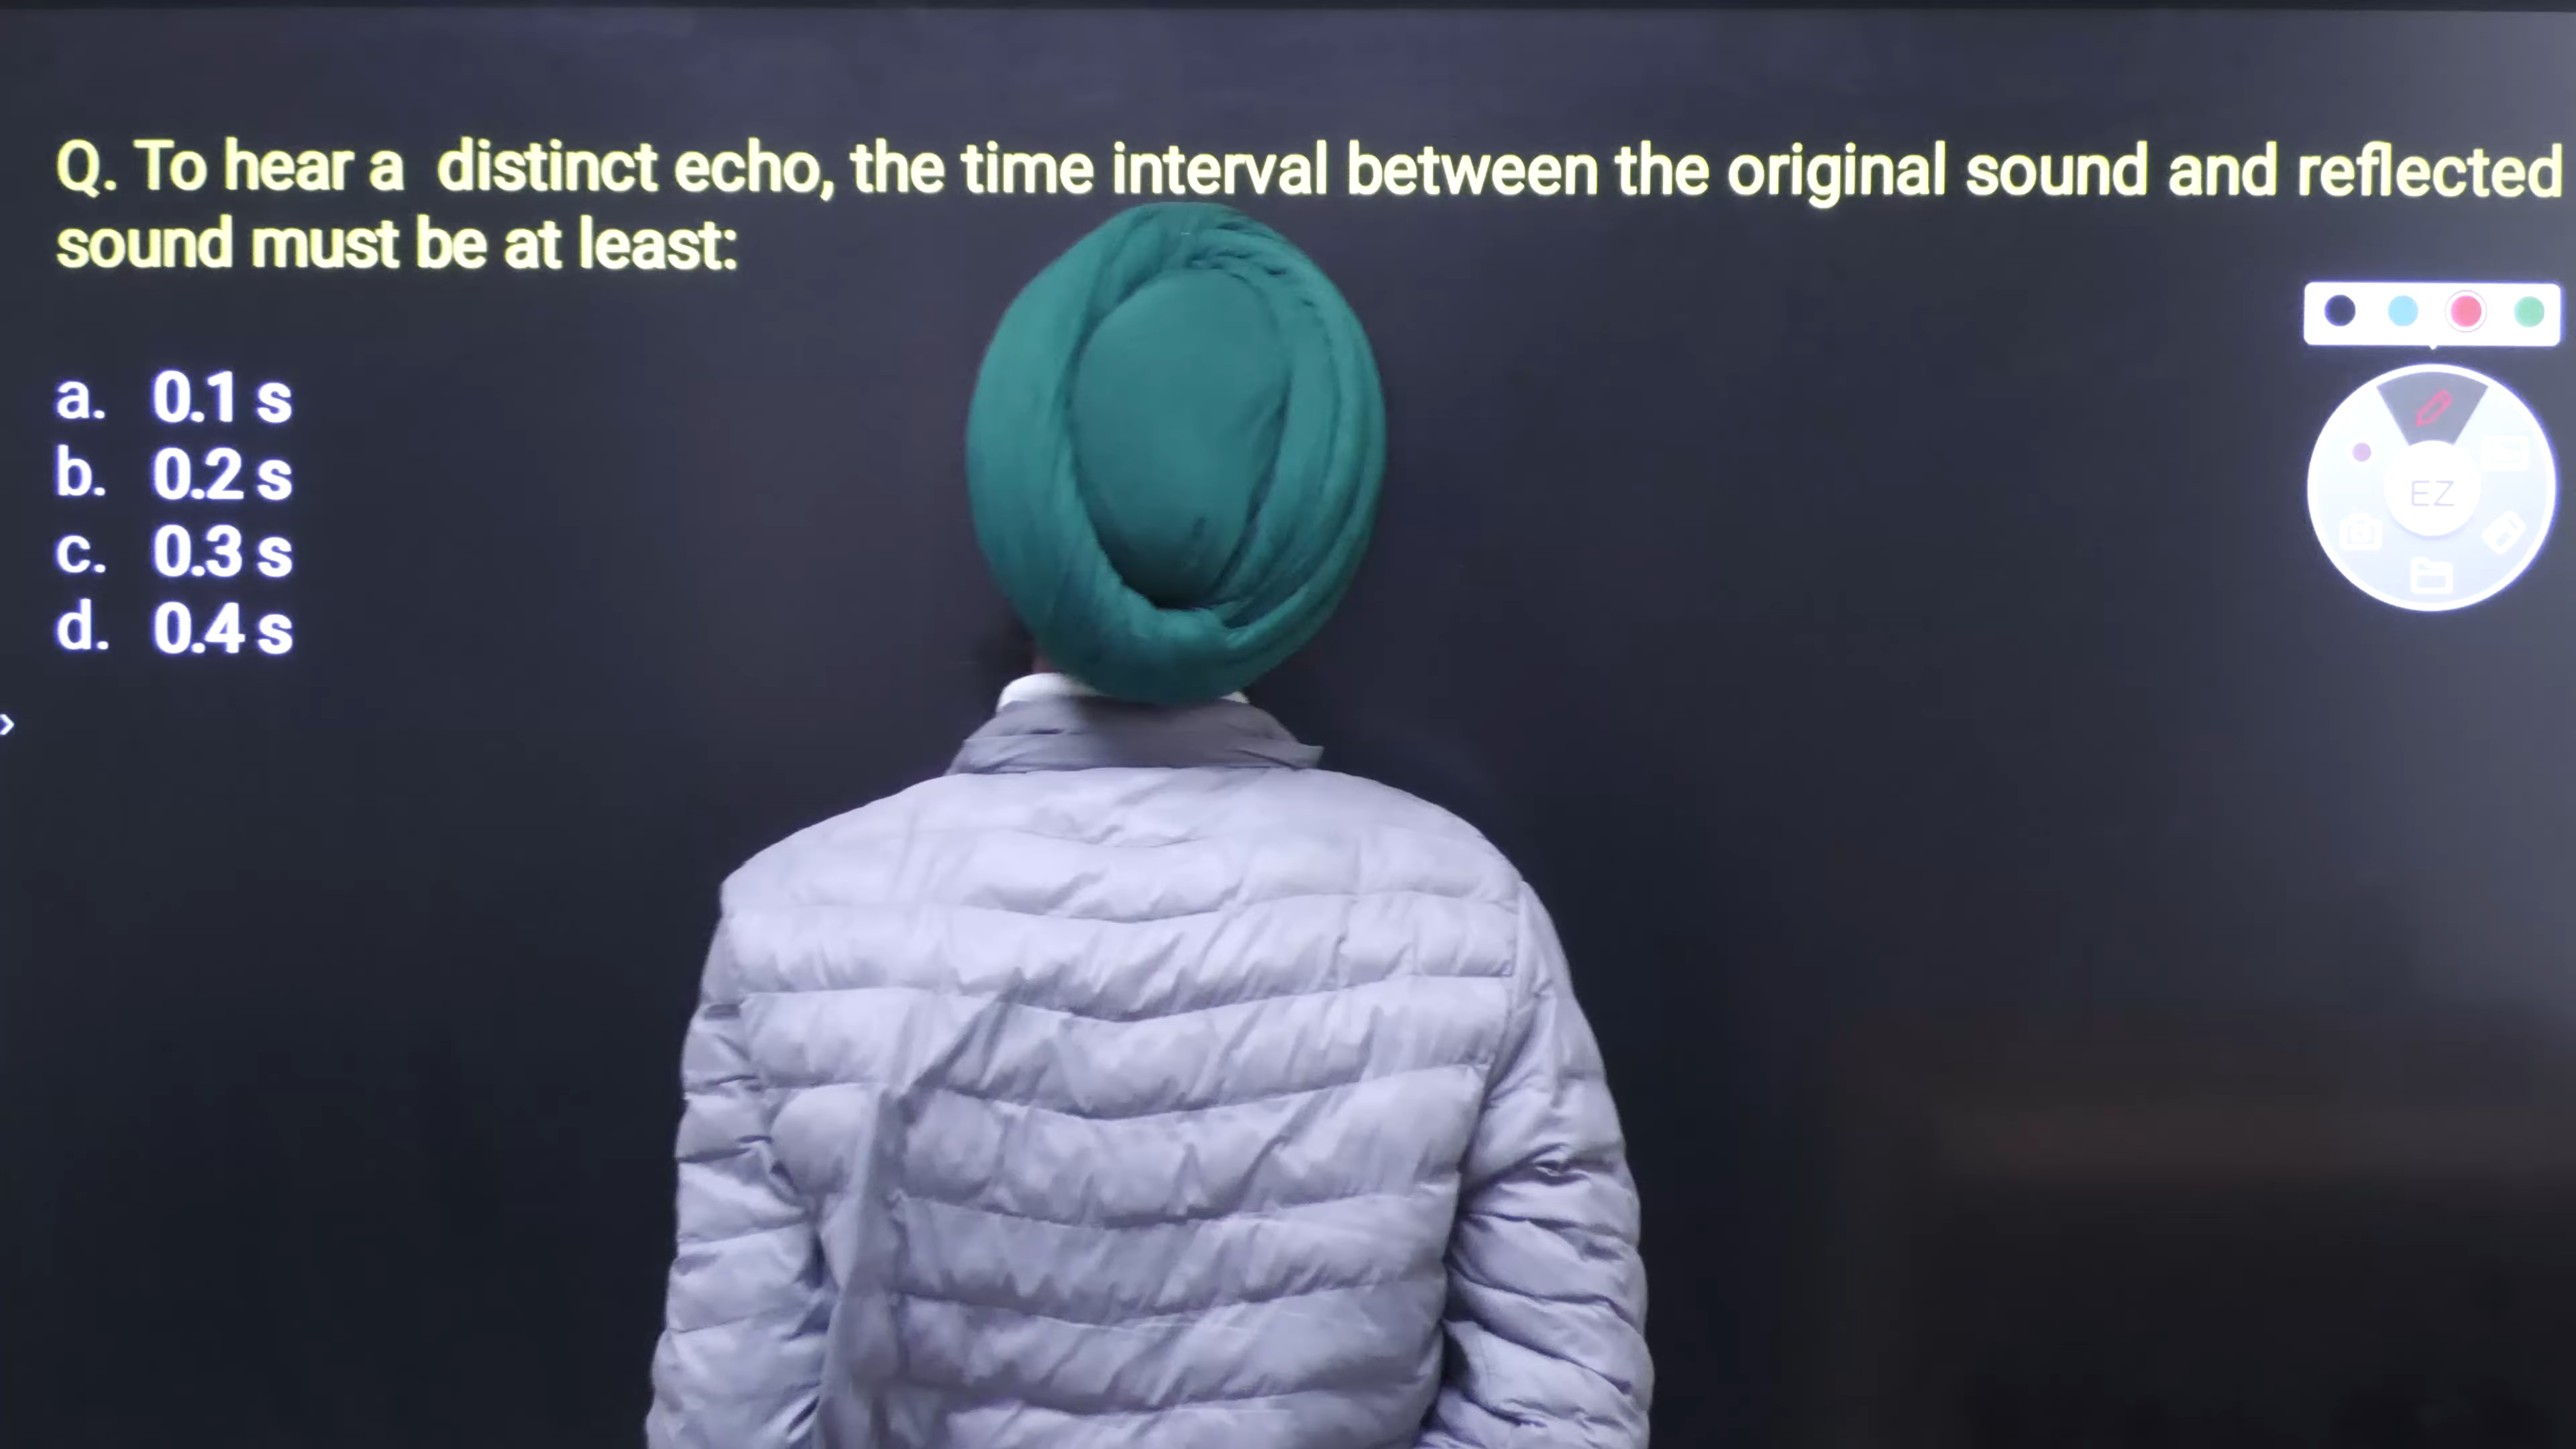 Q. To hear a distinct echo, the time interval between the original sound and reflected
sound must be at least:
a. 0.1 s
b. 0.2 s
c. 0.3 s
d. 0.4 s
EZ